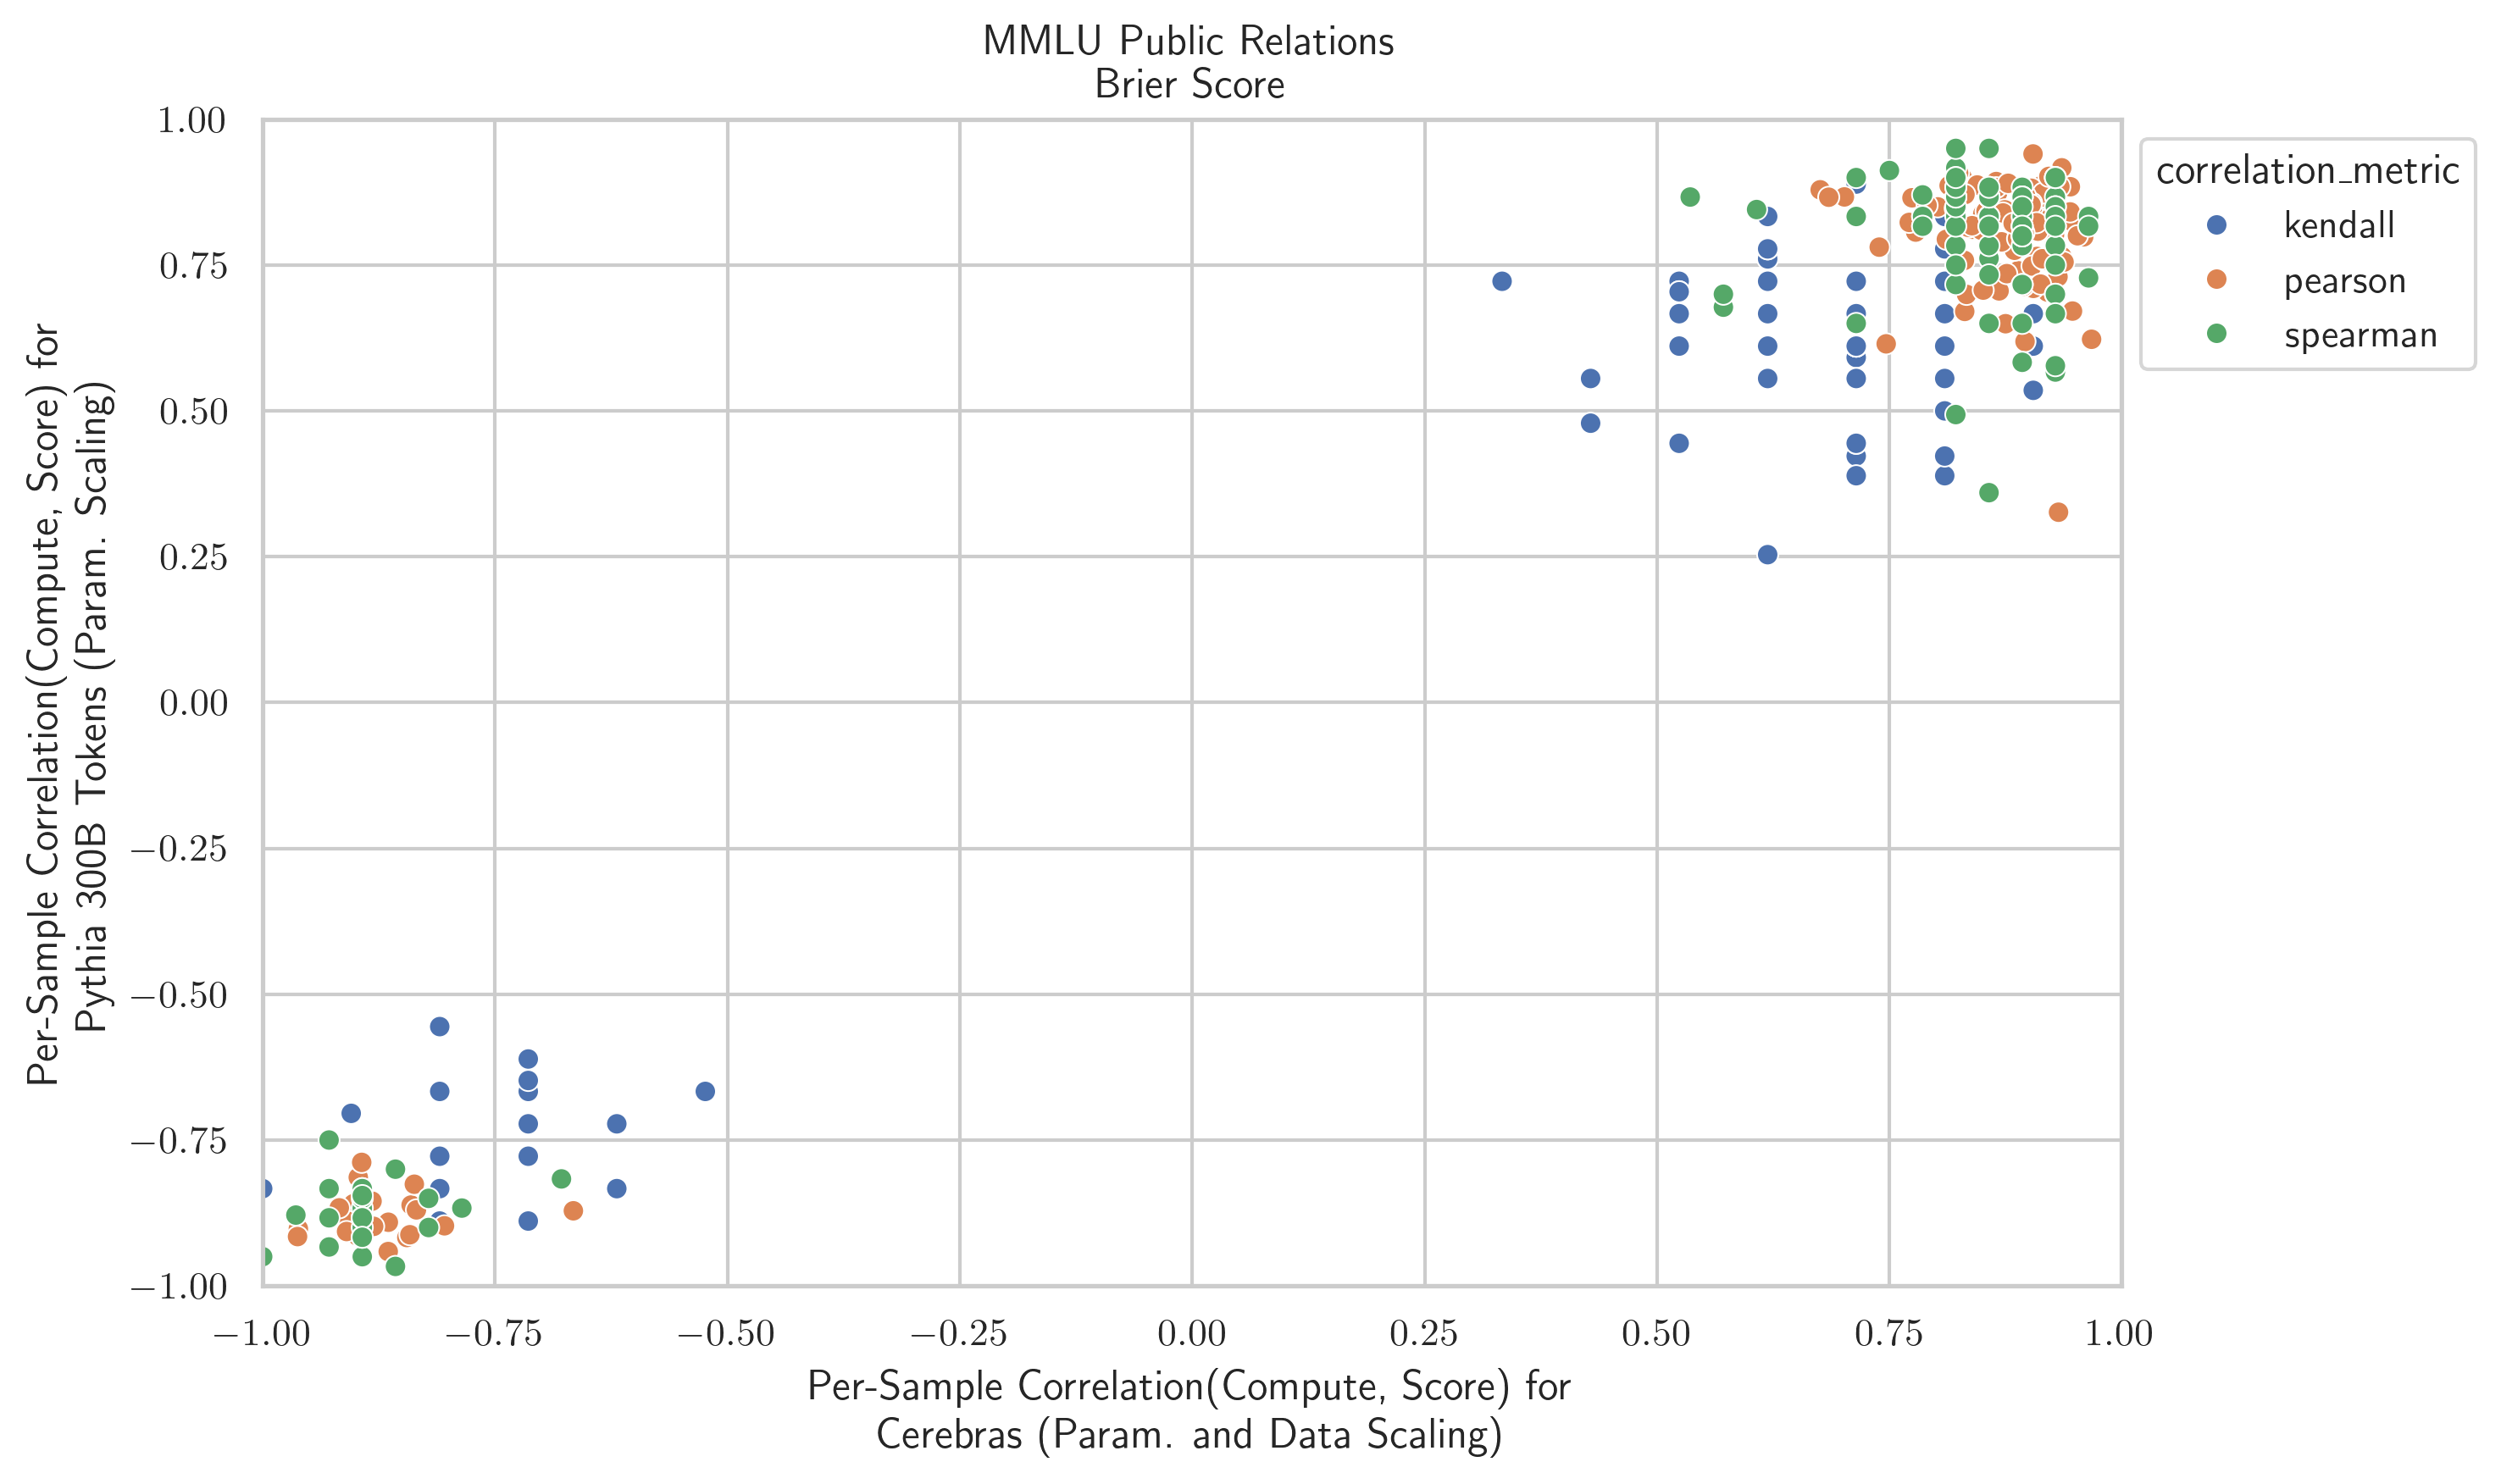 MMLU Public Relations
Brier Score
Per-Sample Correlation(Compute, Score) for
Pythia 300B Tokens (Param. Scaling)
1.00
0.75
0.50
0.25
0.00
−0.25
−0.50
−0.75
−1.00
−1.00 −0.75 −0.50 −0.25 0.00 0.25 0.50 0.75 1.00
Per-Sample Correlation(Compute, Score) for
Cerebras (Param. and Data Scaling)
correlation_metric
kendall
pearson
spearman